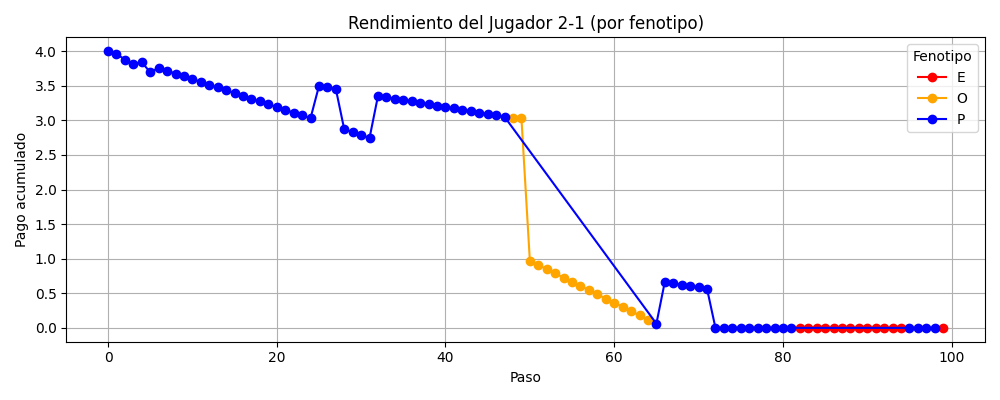 Rendimiento del Jugador 2-1 (por fenotipo)
Pago acumulado
4.0
3.5
3.0
2.5
2.0
1.5
1.0
0.5
0.0
0
20
40
60
80
100
Paso
Fenotipo
E
O
P